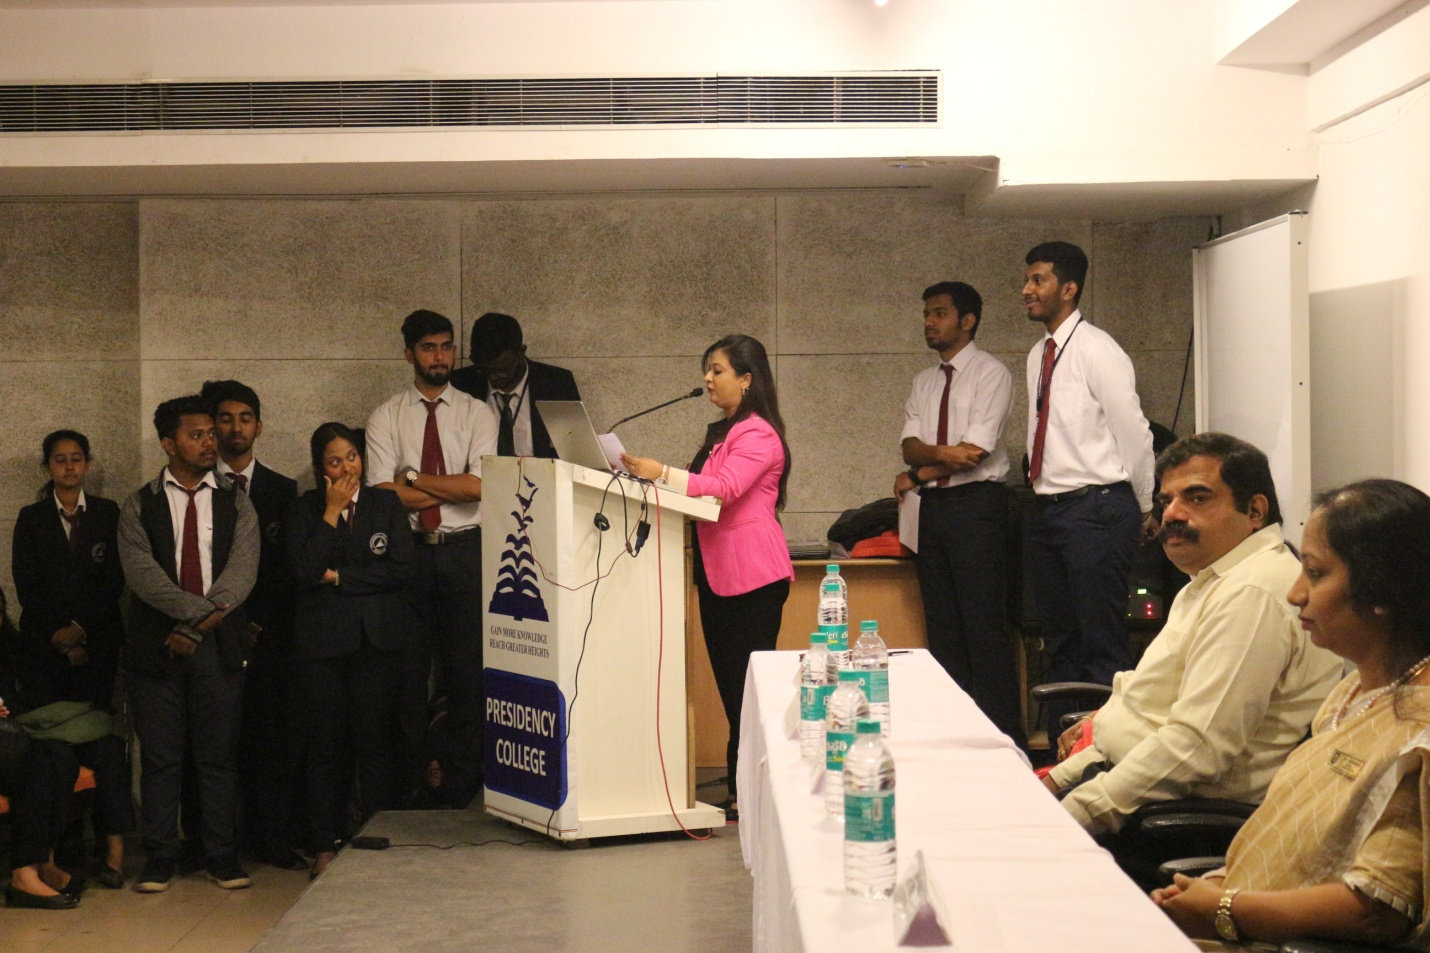 GAIN MORE KNOWLEDGE
REACH GREATER HEIGHTS
PRESIDENCY
COLLEGE